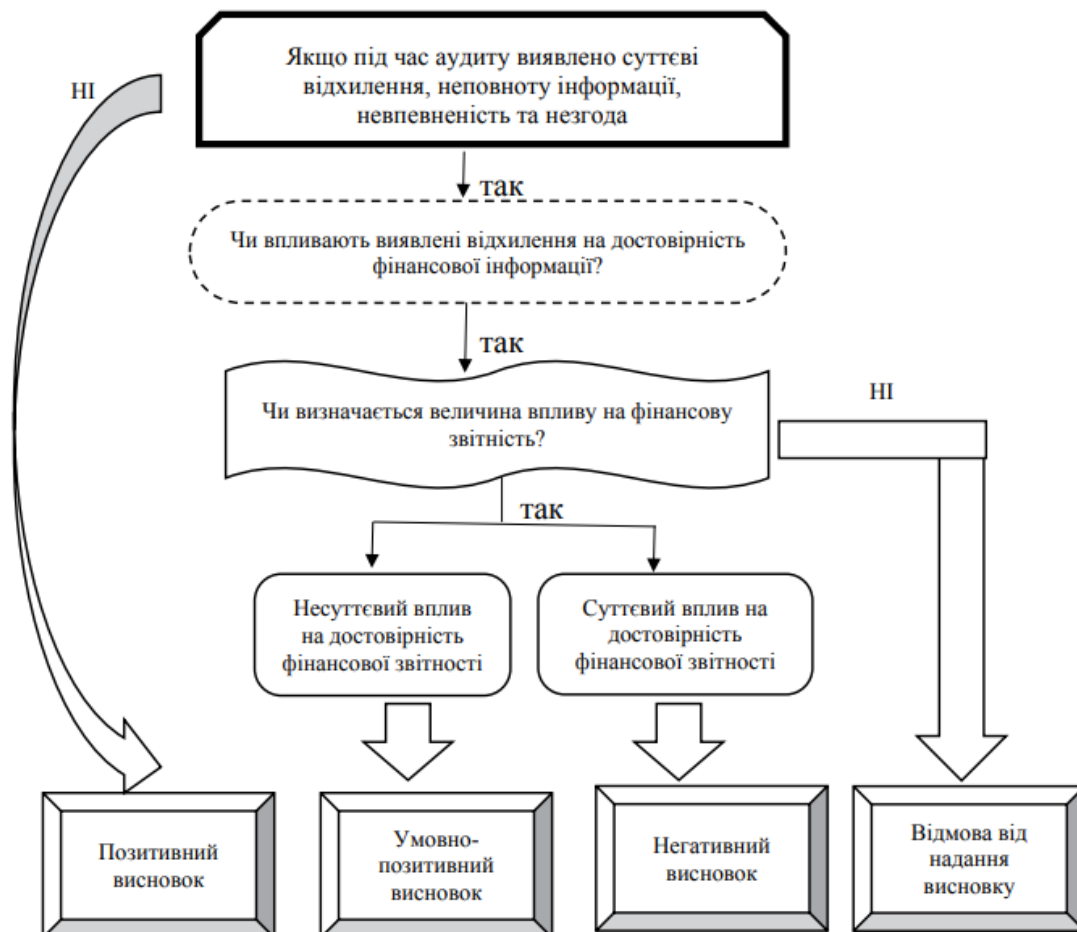 Якщо під час аудиту виявлено суттєві
відхилення, неповноту інформації,
невпевненість та незгода
НІ
так
Чи впливають виявлені відхилення на достовірність
фінансової інформації?
так
Чи визначається величина впливу на фінансову
звітність?
НІ
так
Несуттєвий вплив
на достовірність
фінансової звітності
Суттєвий вплив на
достовірність
фінансової звітності
Позитивний
висновок
Умовно-
позитивний
висновок
Негативний
висновок
Відмова від
надання
висновку